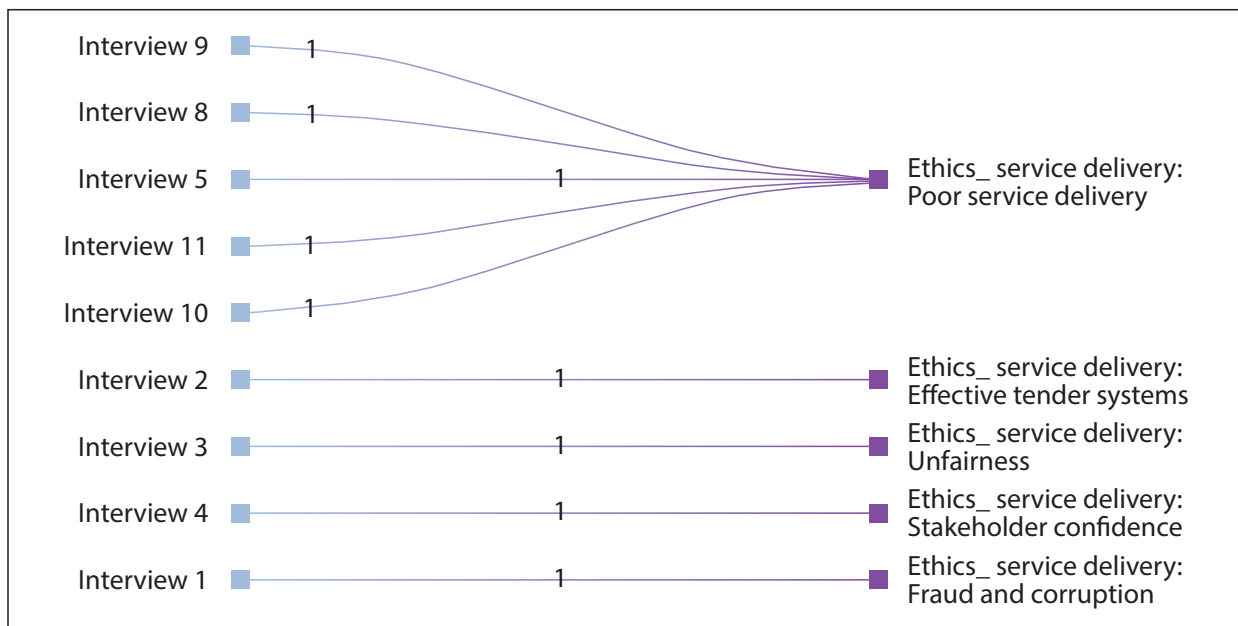 Interview 9
1
Interview 8
1
Interview 5
1
Ethics_ service delivery:
Poor service delivery
Interview 11
1
Interview 10
1
Interview 2
1
Ethics_ service delivery:
Effective tender systems
Interview 3
1
Ethics_ service delivery:
Unfairness
Interview 4
1
Ethics_ service delivery:
Stakeholder confidence
Interview 1
1
Ethics_ service delivery:
Fraud and corruption